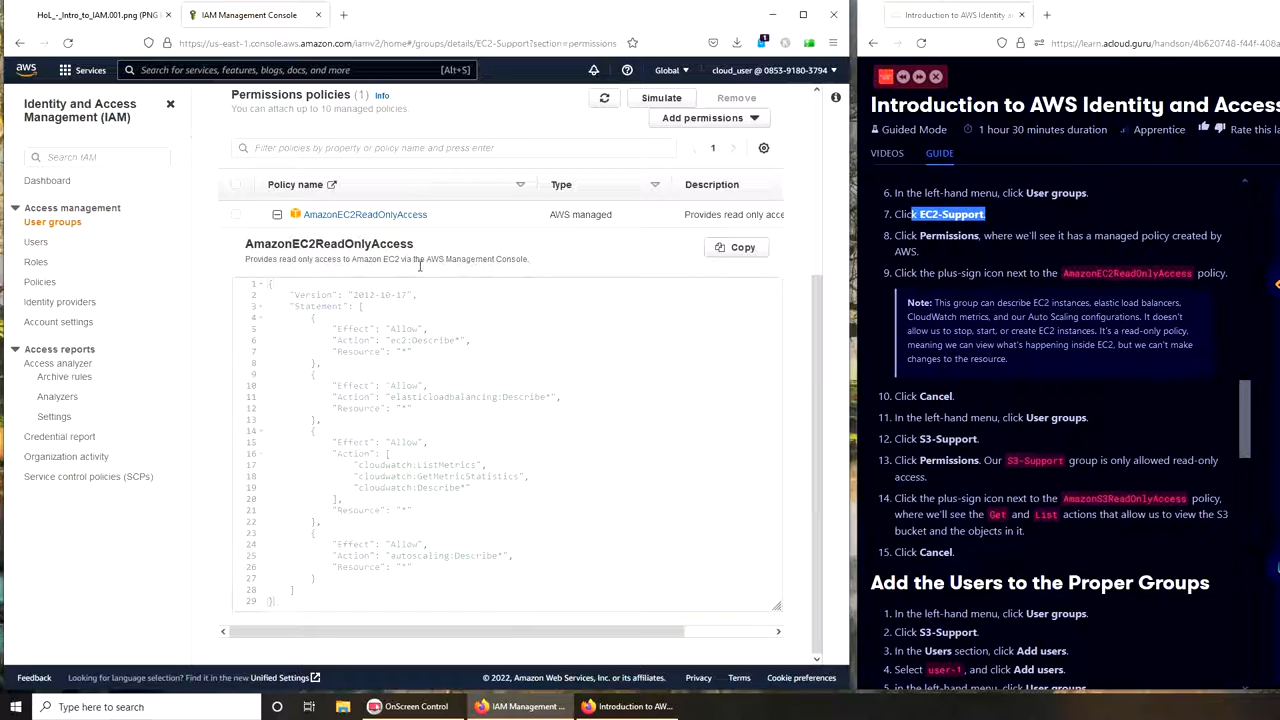 HoL_-_Intro_to_IAM.001.png (PNG I
IAM Management Console
https://us-east-1.console.aws.amazon.com/iamv2/home#/groups/details/EC2-Support?section=permissions
1
aws
Services
Search for services, features, blogs, docs, and more
[Alt+S]
Global
cloud_user @ 0853-9180-3794
Identity and Access
Management (IAM)
Search IAM
Dashboard
Access management
User groups
Users
Roles
Policies
Identity providers
Account settings
Access reports
Access analyzer
Archive rules
Analyzers
Settings
Credential report
Organization activity
Service control policies (SCPs)
Permissions policies (1) Info
You can attach up to 10 managed policies.
Simulate
Remove
Add permissions
Filter policies by property or policy name and press enter
1
Policy name
Type
Description
AmazonEC2ReadOnlyAccess
AWS managed
Provides read only acce
AmazonEC2ReadOnlyAccess
Provides read only access to Amazon EC2 via the AWS Management Console.
Copy
1 {
2 "Version": "2012-10-17",
3 "Statement": [
4 {
5 "Effect": "Allow",
6 "Action": "ec2:Describe*",
7 "Resource": "*"
8 },
9 {
10 "Effect": "Allow",
11 "Action": "elasticloadbalancing:Describe*",
12 "Resource": "*"
13 },
14 {
15 "Effect": "Allow",
16 "Action": [
17 "cloudwatch:ListMetrics",
18 "cloudwatch:GetMetricStatistics",
19 "cloudwatch:Describe*"
20 ],
21 "Resource": "*"
22 },
23 {
24 "Effect": "Allow",
25 "Action": "autoscaling:Describe*",
26 "Resource": "*"
27 }
28 ]
29 }
Feedback
Looking for language selection? Find it in the new Unified Settings
© 2022, Amazon Web Services, Inc. or its affiliates.
Privacy
Terms
Cookie preferences
Introduction to AWS Identity an
https://learn.acloud.guru/handson/4b620748-f44f-408a
Introduction to AWS Identity and Access
Guided Mode
1 hour 30 minutes duration
Apprentice
Rate this la
VIDEOS
GUIDE
6. In the left-hand menu, click User groups.
7. Click EC2-Support.
8. Click Permissions, where we'll see it has a managed policy created by
AWS.
9. Click the plus-sign icon next to the AmazonEC2ReadOnlyAccess policy.
Note: This group can describe EC2 instances, elastic load balancers,
CloudWatch metrics, and our Auto Scaling configurations. It doesn't
allow us to stop, start, or create EC2 instances. It's a read-only policy,
meaning we can view what's happening inside EC2, but we can't make
changes to the resource.
10. Click Cancel.
11. In the left-hand menu, click User groups.
12. Click S3-Support.
13. Click Permissions. Our S3-Support group is only allowed read-only
access.
14. Click the plus-sign icon next to the AmazonS3ReadOnlyAccess policy,
where we'll see the Get and List actions that allow us to view the S3
bucket and the objects in it.
15. Click Cancel.
Add the Users to the Proper Groups
1. In the left-hand menu, click User groups.
2. Click S3-Support.
3. In the Users section, click Add users.
4. Select user-1, and click Add users.
5. In the left-hand menu, click User groups.
Type here to search
OnScreen Control
IAM Management ...
Introduction to AW...